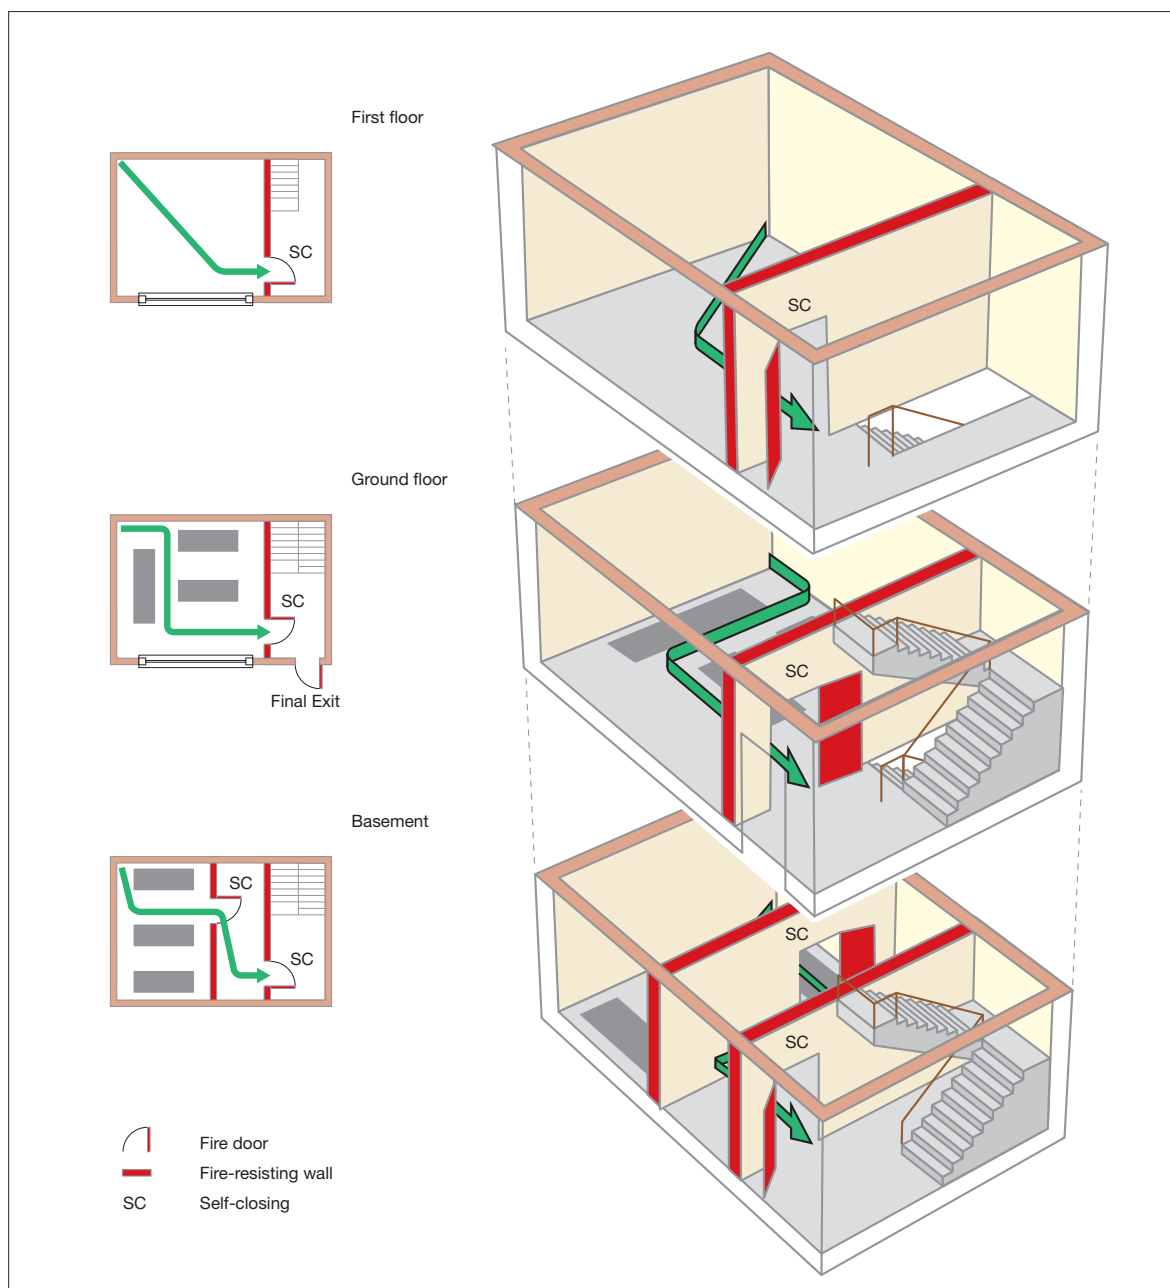 First floor
SC
SC
Ground floor
SC
SC
Final Exit
Basement
SC
SC
SC
SC
Fire door
Fire-resisting wall
SC Self-closing